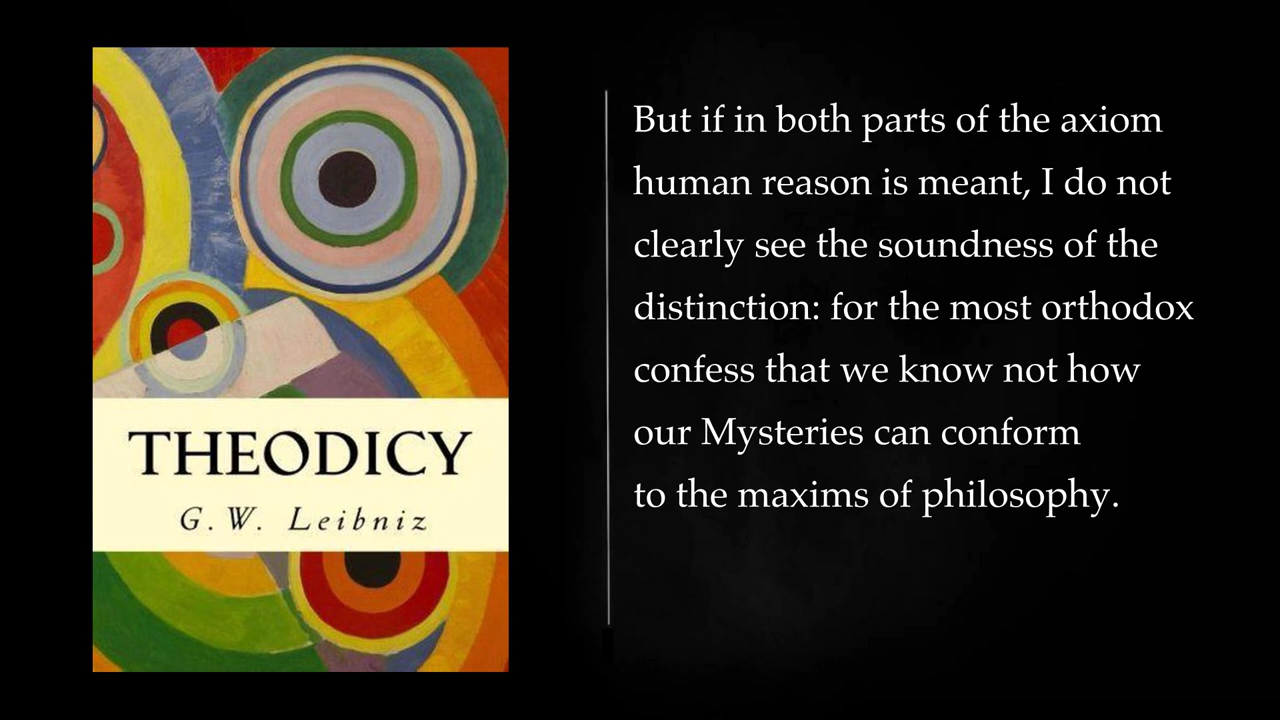 THEODICY
G. W. Leibniz
But if in both parts of the axiom
human reason is meant, I do not
clearly see the soundness of the
distinction: for the most orthodox
confess that we know not how
our Mysteries can conform
to the maxims of philosophy.